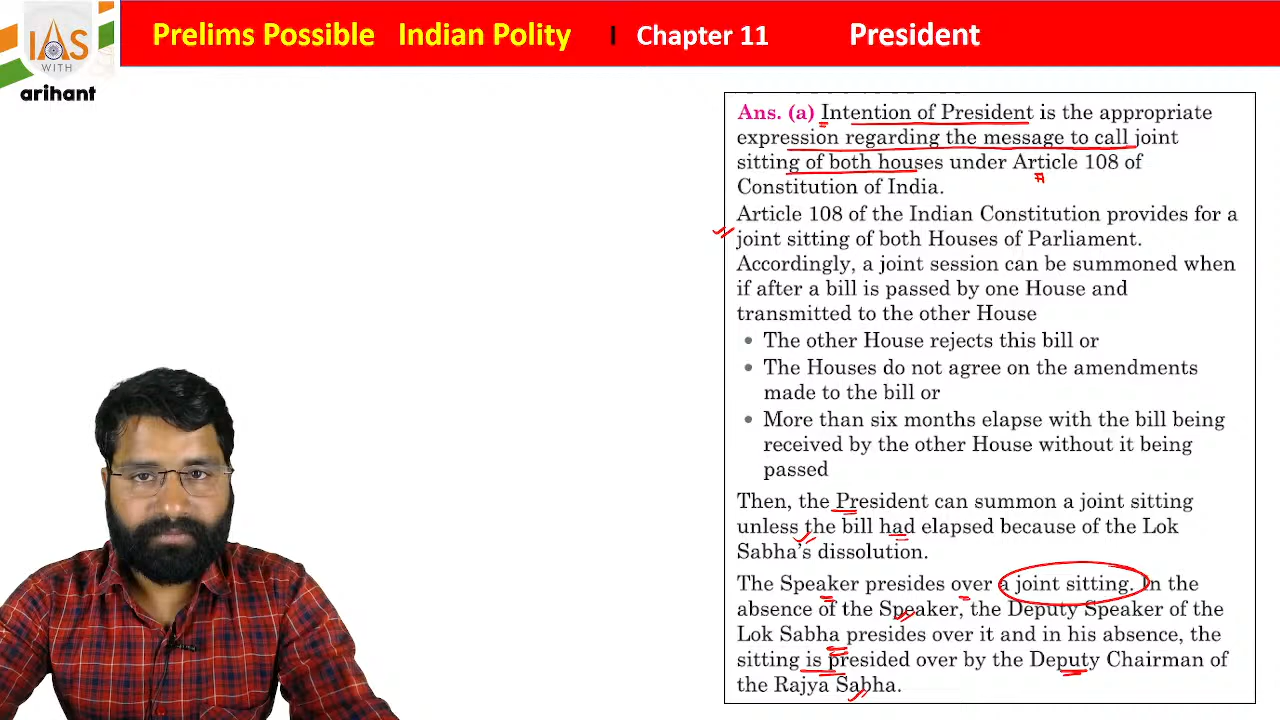 Prelims Possible Indian Polity | Chapter 11 President
IAS
WITH
arihant
Ans. (a) Intention of President is the appropriate
expression regarding the message to call joint
sitting of both houses under Article 108 of
Constitution of India.
Article 108 of the Indian Constitution provides for a
joint sitting of both Houses of Parliament.
Accordingly, a joint session can be summoned when
if after a bill is passed by one House and
transmitted to the other House
• The other House rejects this bill or
• The Houses do not agree on the amendments
made to the bill or
• More than six months elapse with the bill being
received by the other House without it being
passed
Then, the President can summon a joint sitting
unless the bill had elapsed because of the Lok
Sabha's dissolution.
The Speaker presides over a joint sitting. In the
absence of the Speaker, the Deputy Speaker of the
Lok Sabha presides over it and in his absence, the
sitting is presided over by the Deputy Chairman of
the Rajya Sabha.